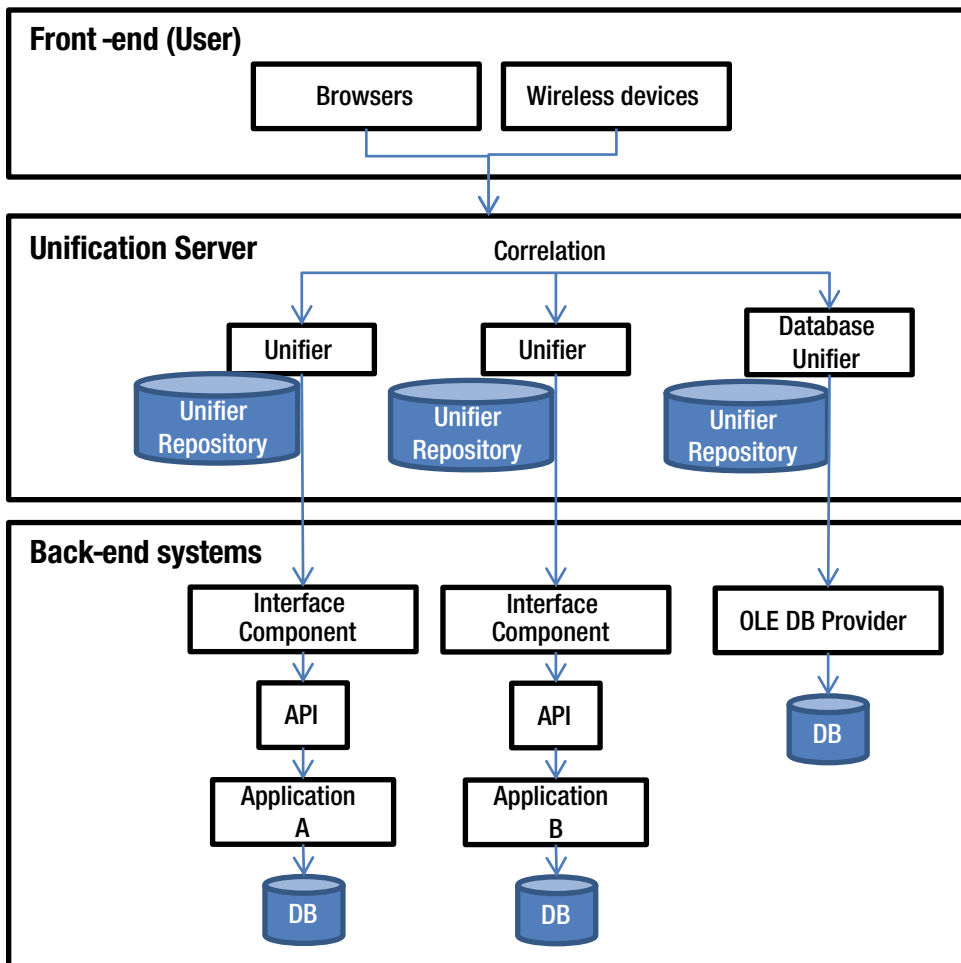 Front -end (User)
Browsers
Wireless devices
Unification Server
Correlation
Unifier
Unifier
Database
Unifier
Unifier
Repository
Unifier
Repository
Unifier
Repository
Back-end systems
Interface
Component
Interface
Component
OLE DB Provider
API
API
DB
Application
A
Application
B
DB
DB